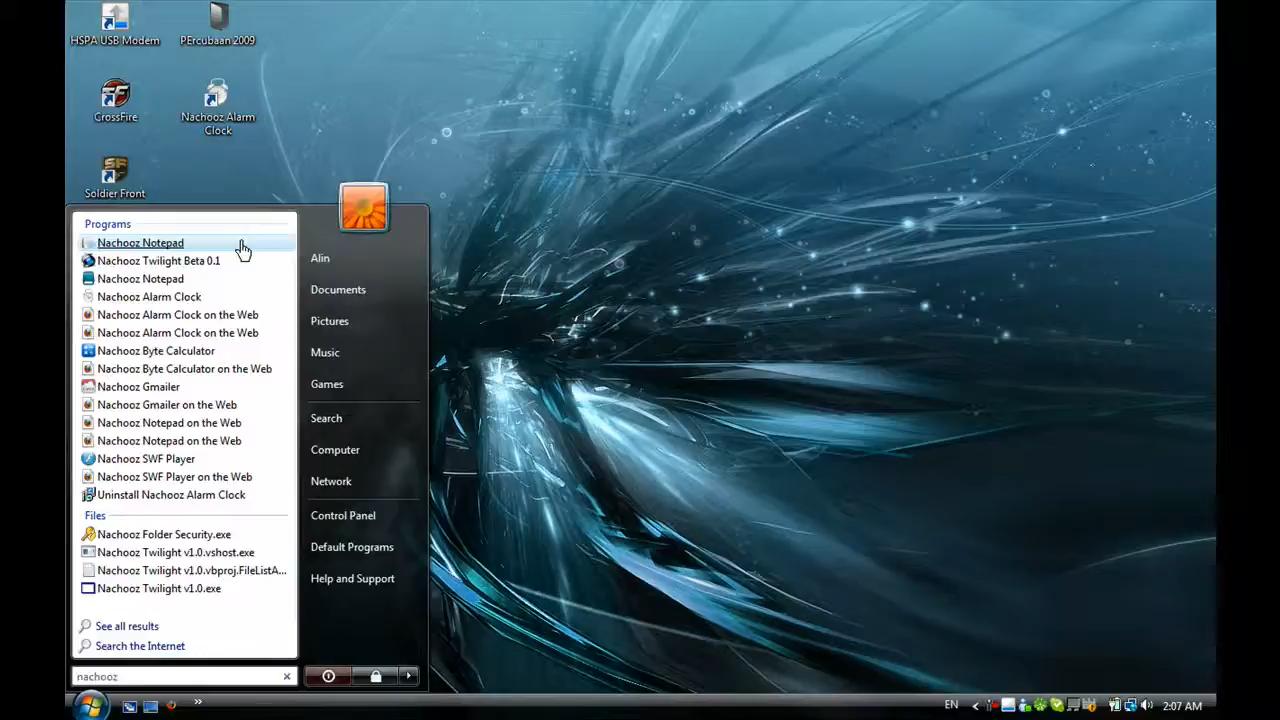 HSPA USB Modem
PErcubaan 2009
CrossFire
Nachooz Alarm
Clock
Soldier Front
Programs
Nachooz Notepad
Nachooz Twilight Beta 0.1
Nachooz Notepad
Nachooz Alarm Clock
Nachooz Alarm Clock on the Web
Nachooz Alarm Clock on the Web
Nachooz Byte Calculator
Nachooz Byte Calculator on the Web
Nachooz Gmailer
Nachooz Gmailer on the Web
Nachooz Notepad on the Web
Nachooz Notepad on the Web
Nachooz SWF Player
Nachooz SWF Player on the Web
Uninstall Nachooz Alarm Clock
Files
Nachooz Folder Security.exe
Nachooz Twilight v1.0.vshost.exe
Nachooz Twilight v1.0.vbproj.FileListA...
Nachooz Twilight v1.0.exe
See all results
Search the Internet
nachooz
Alin
Documents
Pictures
Music
Games
Search
Computer
Network
Control Panel
Default Programs
Help and Support
EN
2:07 AM